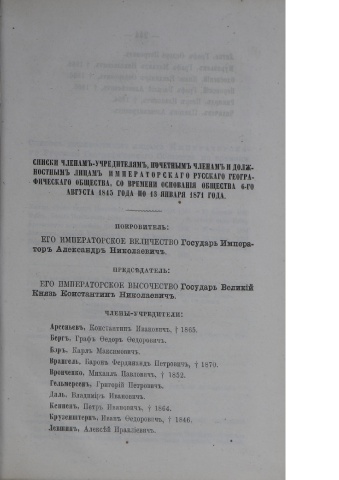 СПИСКИ ЧЛЕНАМЪ-УЧРЕДИТЕЛЯМЪ, ПОЧЕТНЫМЪ ЧЛЕНАМЪ И ДОЛЖ-
НОСТНЫМЪ ЛИЦАМЪ ИМПЕРАТОРСКАГО РУССКАГО ГЕОГРА-
ФИЧЕСКАГО ОБЩЕСТВА, СО ВРЕМЕНИ ОСНОВАНІЯ ОБЩЕСТВА 6-ГО
АВГУСТА 1845 ГОДА ПО 13 ЯНВАРЯ 1871 ГОДА.
ПОКРОВИТЕЛЬ:
ЕГО ИМПЕРАТОРСКОЕ ВЕЛИЧЕСТВО Государь Импера-
торъ Александръ Николаевичъ.
ПРЕДСѢДАТЕЛЬ:
ЕГО ИМПЕРАТОРСКОЕ ВЫСОЧЕСТВО Государь Великій
Князь Константинъ Николаевичъ.
ЧЛЕНЫ-УЧРЕДИТЕЛИ:
Арсеньевъ, Константинъ Ивановичъ, † 1865.
Бергъ, Графъ Ѳедоръ Ѳедоровичъ.
Бэръ, Карлъ Максимовичъ.
Врангель, Баронъ Фердинандъ Петровичъ, † 1870.
Вронченко, Михаилъ Павловичъ, † 1852.
Гельмерсенъ, Григорій Петровичъ.
Даль, Владиміръ Ивановичъ.
Кеппенъ, Петръ Ивановичъ, † 1864.
Крузенштернъ, Иванъ Ѳедоровичъ, † 1846.
Левшинъ, Алексѣй Иракліевичъ.